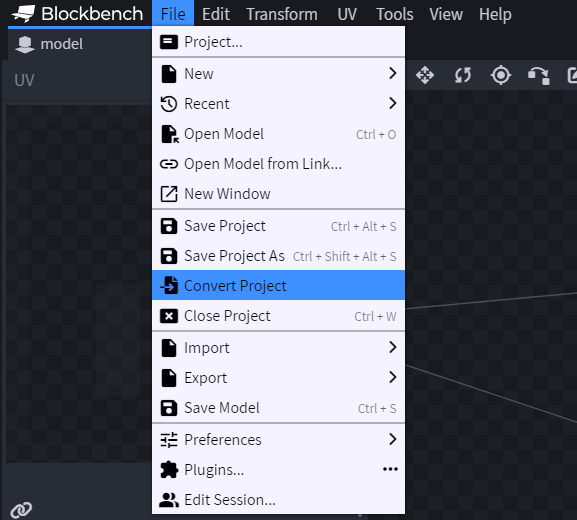 Blockbench File Edit Transform UV Tools View Help
model
UV
Project...
New
Recent
Open Model Ctrl + O
Open Model from Link...
New Window
Save Project Ctrl + Alt + S
Save Project As Ctrl + Shift + Alt + S
Convert Project
Close Project Ctrl + W
Import
Export
Save Model Ctrl + S
Preferences
Plugins...
Edit Session...